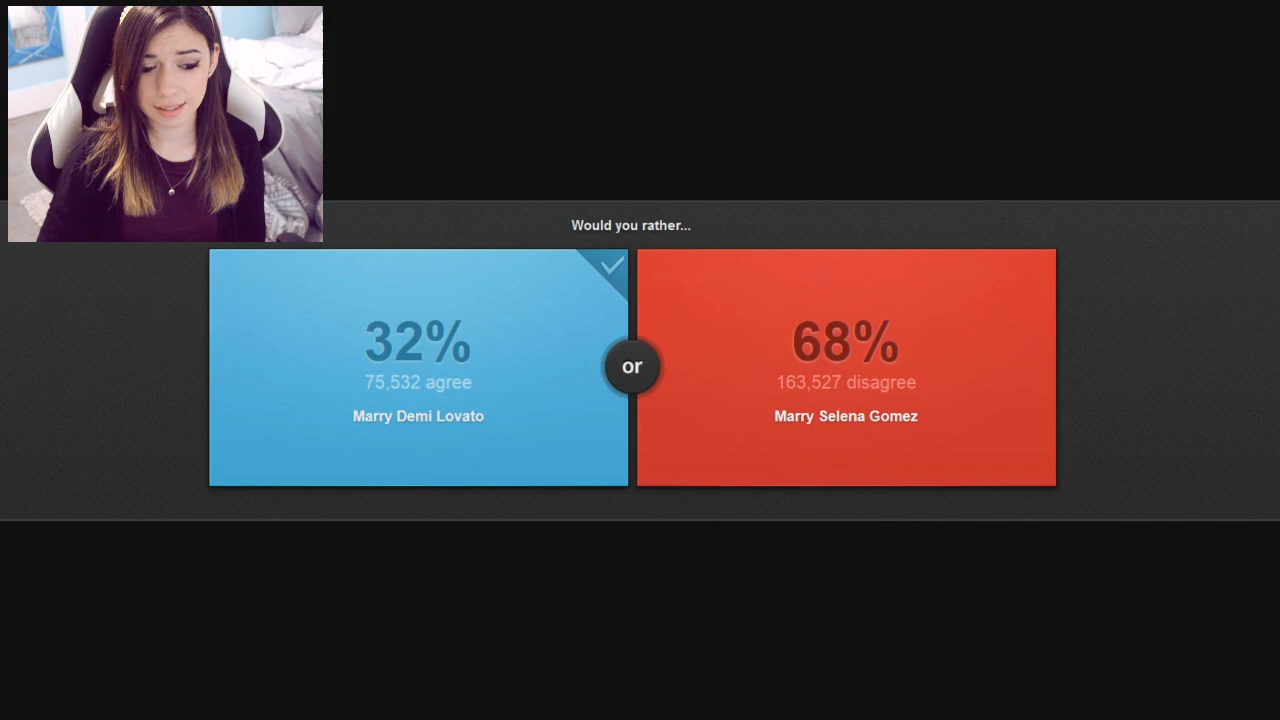 Would you rather...
32%
75,532 agree
Marry Demi Lovato
or
68%
163,527 disagree
Marry Selena Gomez